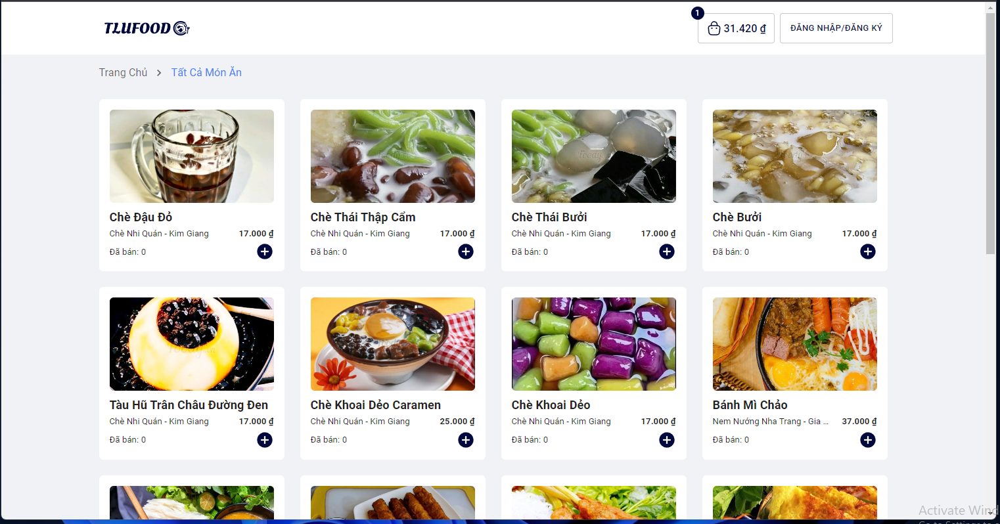 TLUFOOD
1
31.420 ₫
ĐĂNG NHẬP/ĐĂNG KÝ
Trang Chủ > Tất Cả Món Ăn
Chè Đậu Đỏ
Chè Nhi Quán - Kim Giang 17.000 ₫
Đã bán: 0
Chè Thái Thập Cẩm
Chè Nhi Quán - Kim Giang 17.000 ₫
Đã bán: 0
Chè Thái Bưởi
Chè Nhi Quán - Kim Giang 17.000 ₫
Đã bán: 0
Chè Bưởi
Chè Nhi Quán - Kim Giang 17.000 ₫
Đã bán: 0
Tàu Hũ Trân Châu Đường Đen
Chè Nhi Quán - Kim Giang 17.000 ₫
Đã bán: 0
Chè Khoai Dẻo Caramen
Chè Nhi Quán - Kim Giang 25.000 ₫
Đã bán: 0
Chè Khoai Dẻo
Chè Nhi Quán - Kim Giang 17.000 ₫
Đã bán: 0
Bánh Mì Chảo
Nem Nướng Nha Trang - Gia ... 37.000 ₫
Đã bán: 0
Activate Wind